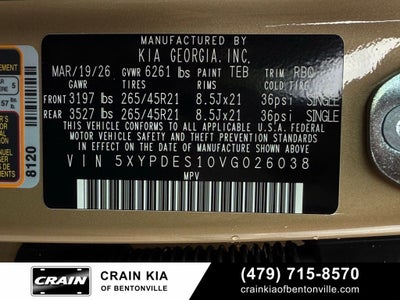 MANUFACTURED BY
KIA GEORGIA, INC.
MAR/19/26 GVWR 6261 lbs PAINT TEB TRIM RBQ
GAWR TIRES RIMS COLD TIRE
FRONT 3197 lbs 265/45R21 8.5Jx21 36psi SINGLE
REAR 3527 lbs 265/45R21 8.5Jx21 36psi SINGLE
THIS VEHICLE CONFORMS TO ALL APPLICABLE U.S.A. FEDERAL
MOTOR VEHICLE SAFETY AND THEFT PREVENTION STANDARDS
IN EFFECT ON THE DATE OF MANUFACTURE SHOWN ABOVE.
VIN 5XYPDES10VG026038
MPV
8120
EMENT
5
57
CRAIN
CRAIN KIA
OF BENTONVILLE
(479) 715-8570
crainkiaofbentonville.com